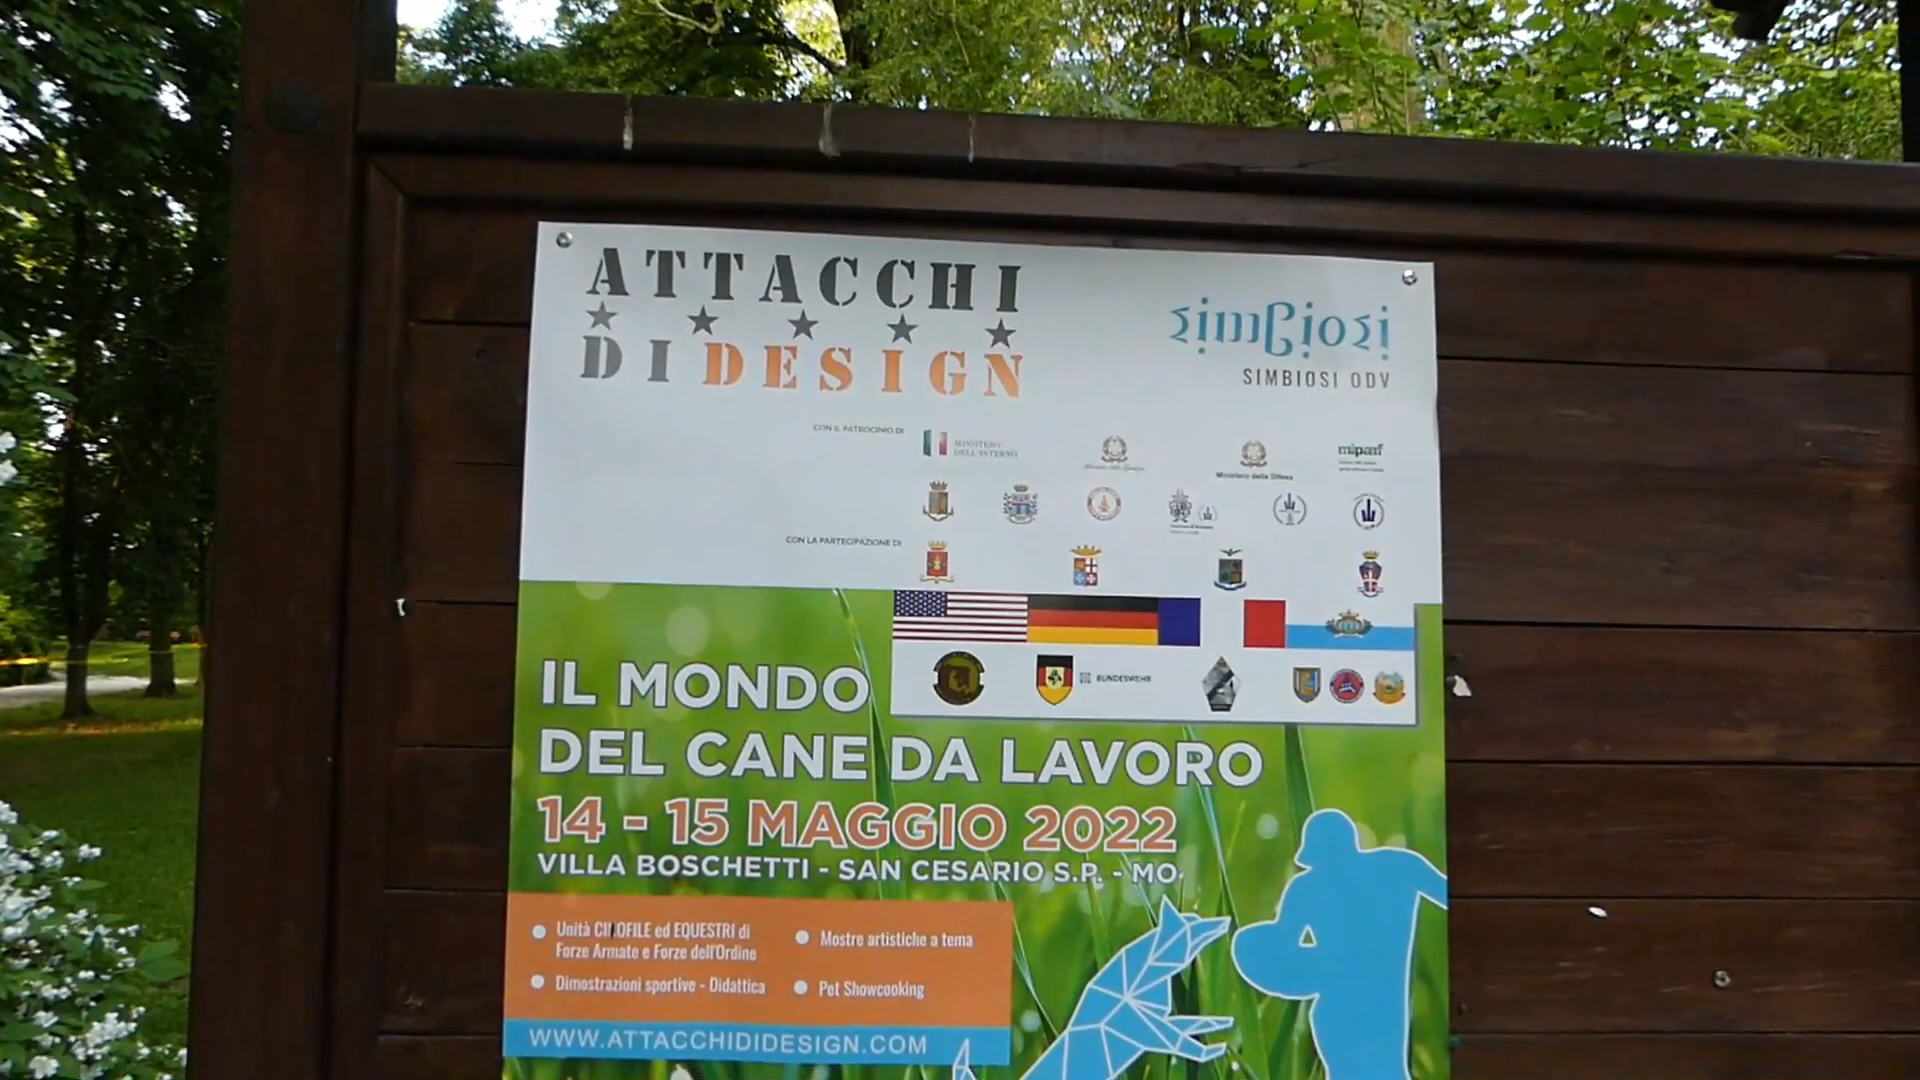 ATTACCHI
DI DESIGN
simbiosi
SIMBIOSI ODV
CON IL PATROCINIO DI
MINISTERO
DELL'INTERNO
Ministero della Difesa
mipaaf
CON LA PARTECIPAZIONE DI
BUNDESWEHR
IL MONDO
DEL CANE DA LAVORO
14 - 15 MAGGIO 2022
VILLA BOSCHETTI - SAN CESARIO S.P. - MO
Unità CINOFILE ed EQUESTRI di
Forze Armate e Forze dell'Ordine
Dimostrazioni sportive - Didattica
Mostre artistiche a tema
Pet Showcooking
WWW.ATTACCHIDIDESIGN.COM